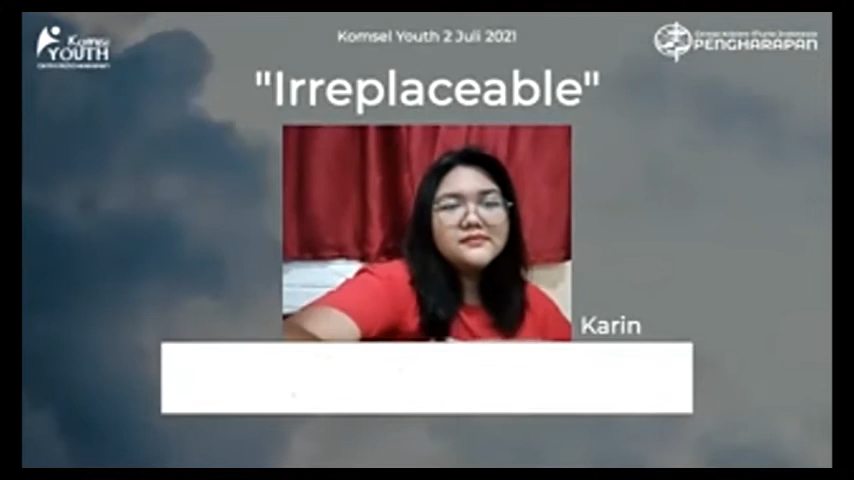 Komsel
YOUTH
Komsel Youth 2 Juli 2021
PENGHARAPAN
"Irreplaceable"
Karin